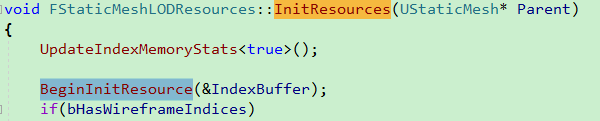 void FStaticMeshLODResources::InitResources(UStaticMesh* Parent)
{
UpdateIndexMemoryStats<true>();
BeginInitResource(&IndexBuffer);
if(bHasWireframeIndices)